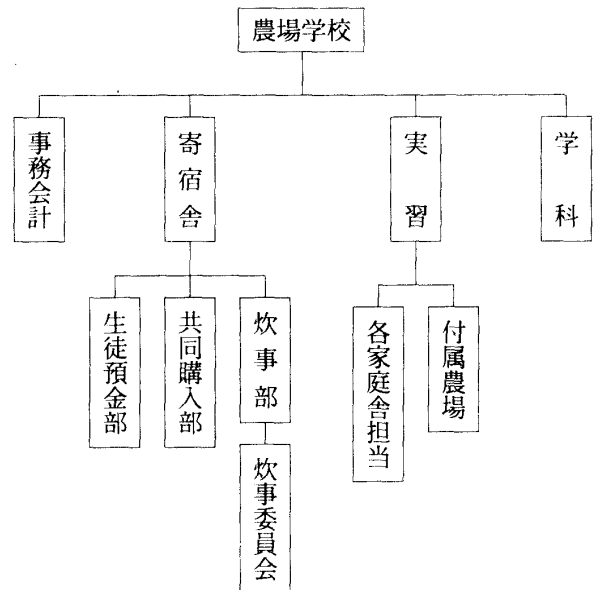 農場学校
学科
実習
寄宿舎
事務会計
付属農場
各家庭舎担当
炊事部
共同購入部
生徒預金部
炊事委員会